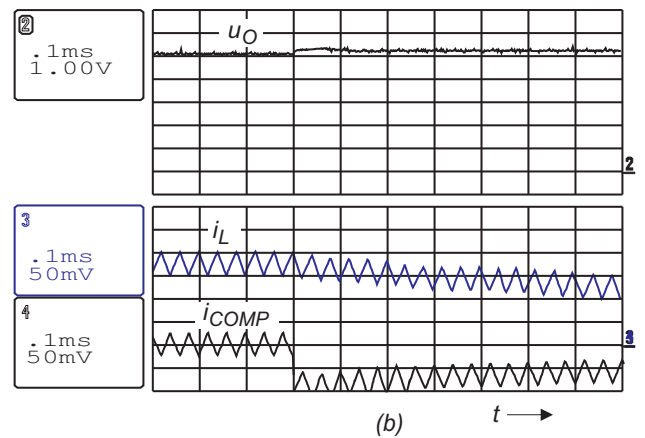 2
.1ms
1.00V
u_O
2
3
.1ms
50mV
i_L
4
.1ms
50mV
i_COMP
3
(b)
t